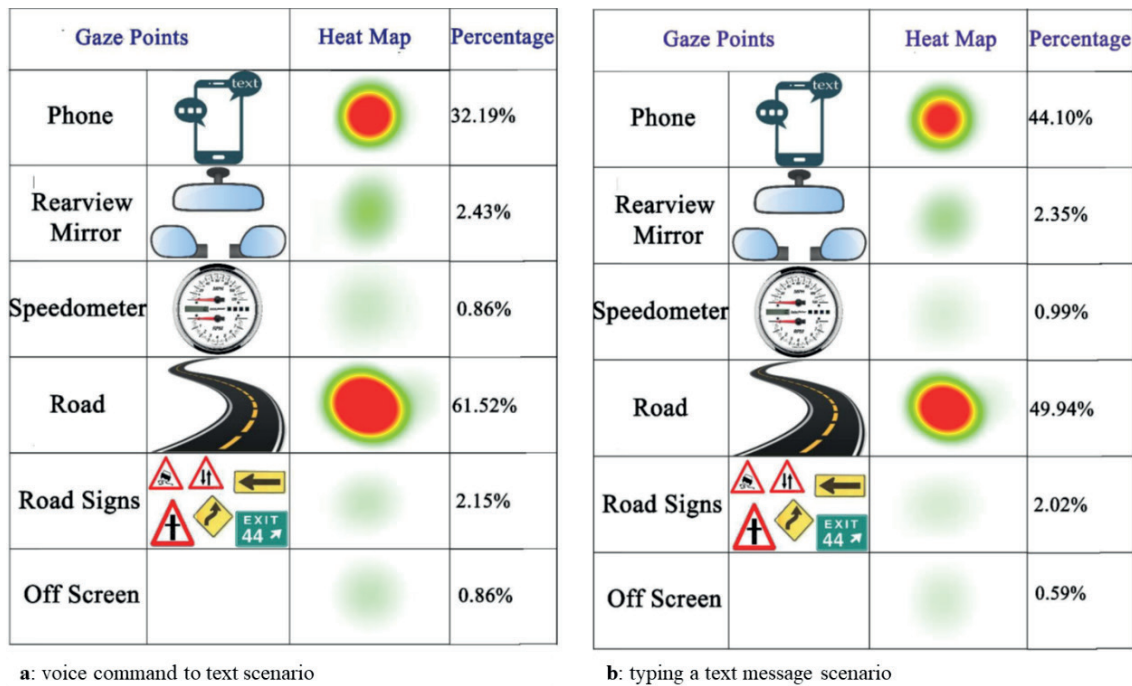 Gaze Points Heat Map Percentage
Phone text 32.19%
Rearview
Mirror 2.43%
Speedometer 0.86%
Road 61.52%
Road Signs EXIT
44 2.15%
Off Screen 0.86%
a: voice command to text scenario
Gaze Points Heat Map Percentage
Phone text 44.10%
Rearview
Mirror 2.35%
Speedometer 0.99%
Road 49.94%
Road Signs EXIT
44 2.02%
Off Screen 0.59%
b: typing a text message scenario